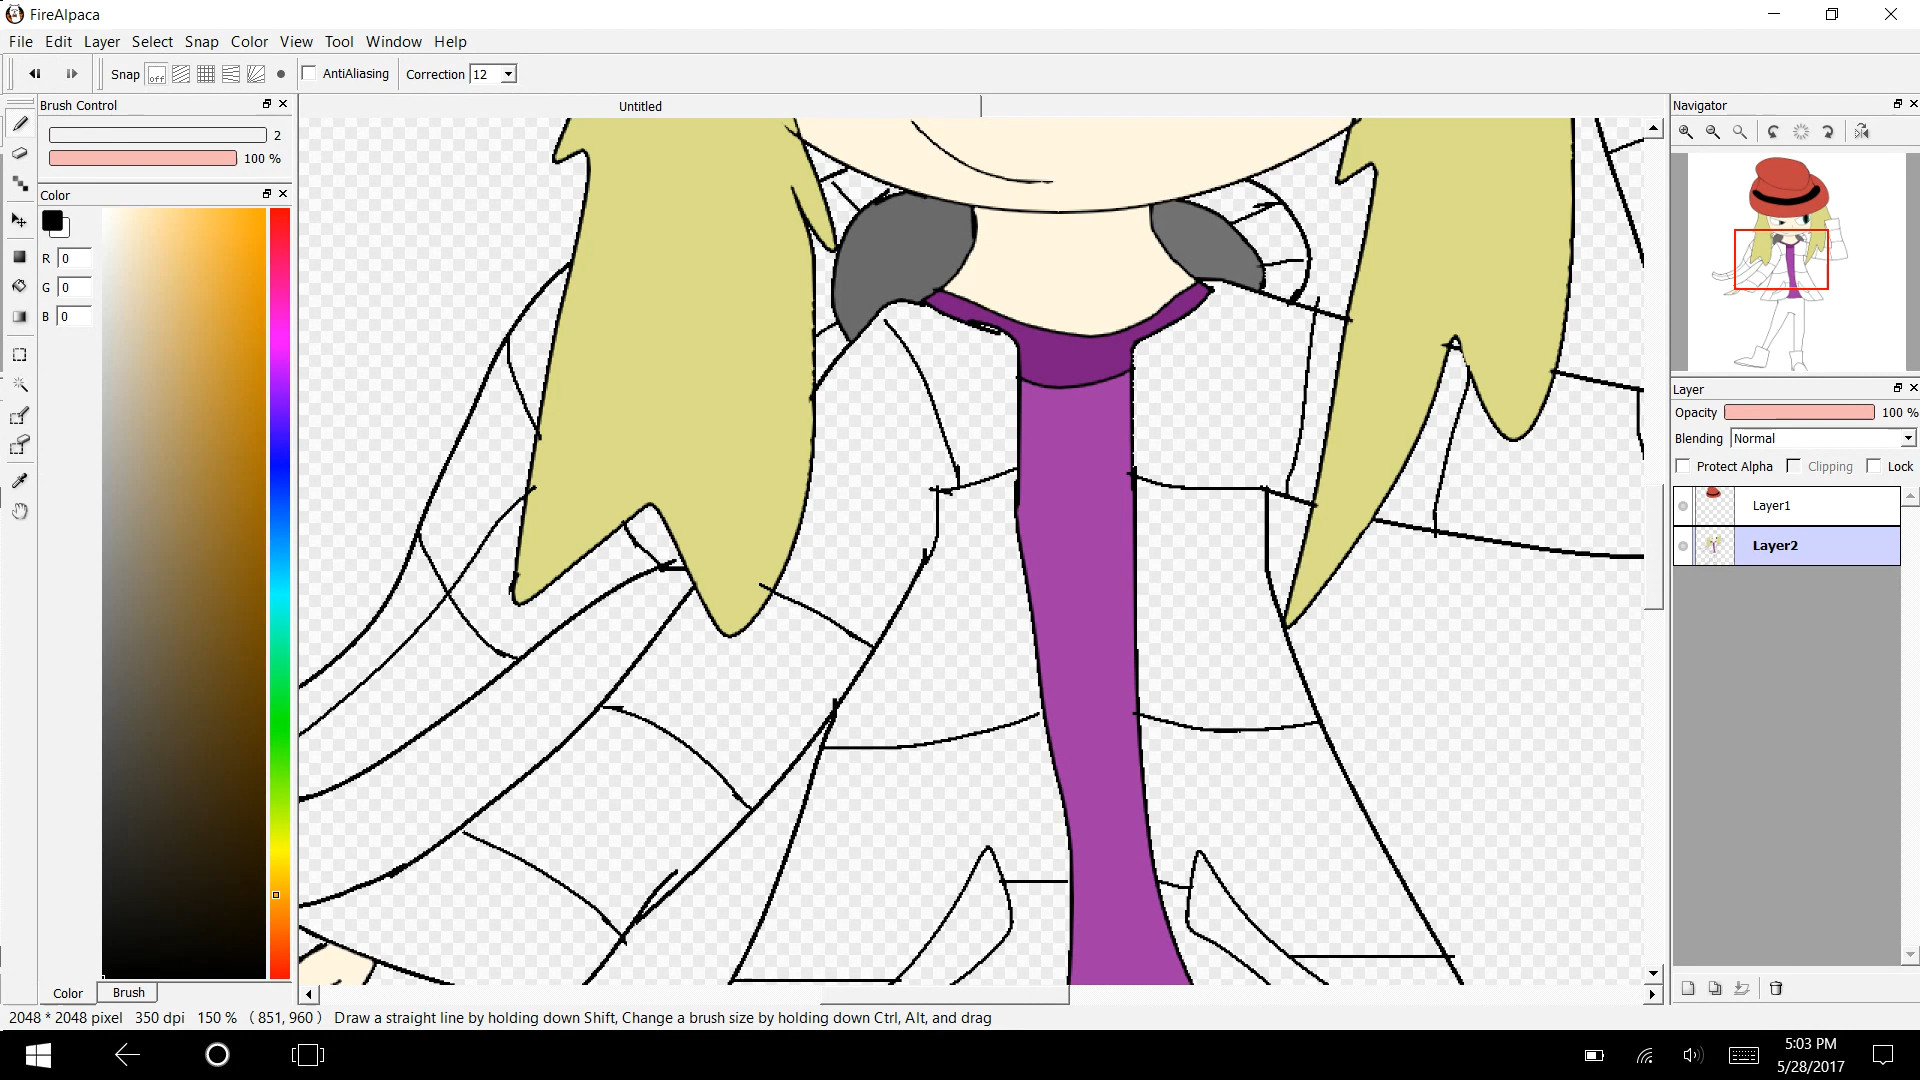 FireAlpaca
File Edit Layer Select Snap Color View Tool Window Help
Snap off AntiAliasing Correction 12
Brush Control
2
100 %
Color
R 0
G 0
B 0
Color Brush
Untitled
Navigator
Layer
Opacity 100 %
Blending Normal
Protect Alpha Clipping Lock
Layer1
Layer2
2048 * 2048 pixel 350 dpi 150 % ( 851, 960 ) Draw a straight line by holding down Shift, Change a brush size by holding down Ctrl, Alt, and drag
5:03 PM
5/28/2017